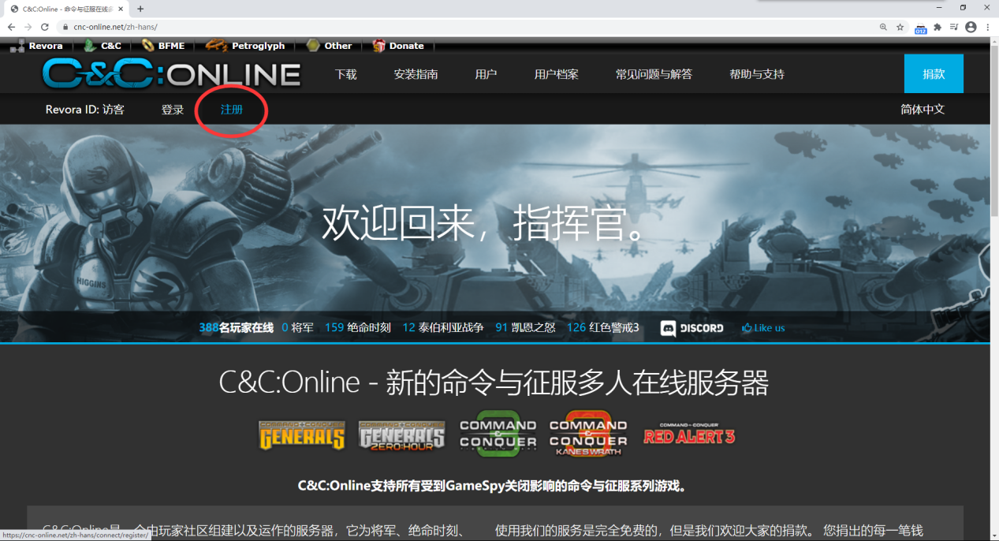 C&C:Online - 命令与征服在线多
cnc-online.net/zh-hans/
012
Revora C&C BFME Petroglyph Other Donate
C&C:ONLINE 下载 安装指南 用户 用户档案 常见问题与解答 帮助与支持 捐款
Revora ID: 访客 登录 注册 简体中文
欢迎回来，指挥官。
HIGGINS
388名玩家在线 0 将军 159 绝命时刻 12 泰伯利亚战争 91 凯恩之怒 126 红色警戒3 DISCORD Like us
C&C:Online - 新的命令与征服多人在线服务器
COMMAND & CONQUER GENERALS
COMMAND & CONQUER GENERALS ZERO:HOUR
COMMAND & CONQUER
COMMAND & CONQUER KANE'S WRATH
COMMAND & CONQUER RED ALERT 3
C&C:Online支持所有受到GameSpy关闭影响的命令与征服系列游戏。
C&C:Online是一个由玩家社区组建以及运作的服务器，它为将军、绝命时刻、
使用我们的服务是完全免费的，但是我们欢迎大家的捐款。 您捐出的每一笔钱
https://cnc-online.net/zh-hans/connect/register/